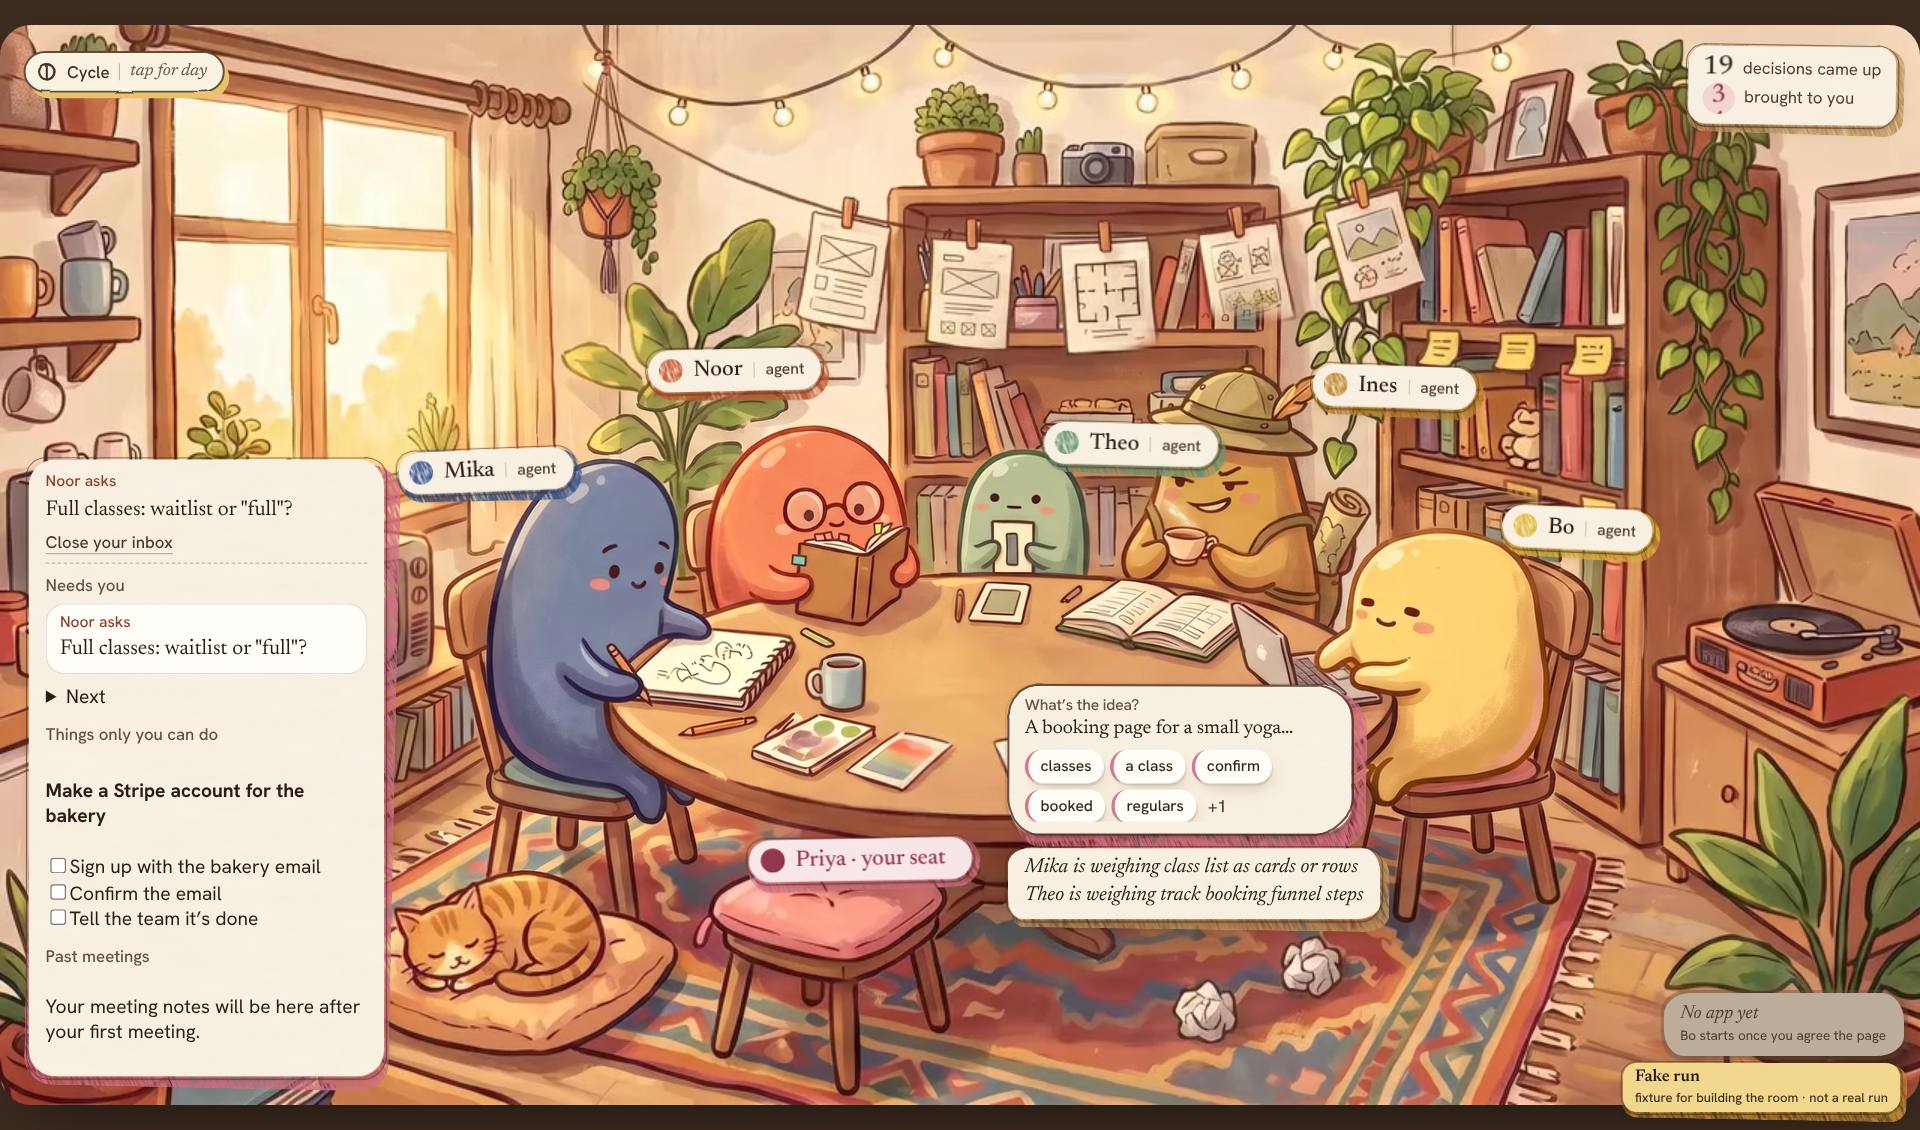 Cycle tap for day
19 decisions came up
3 brought to you
Noor agent
Ines agent
Theo agent
Mika agent
Bo agent
Noor asks
Full classes: waitlist or "full"?
Close your inbox
Needs you
Noor asks
Full classes: waitlist or "full"?
Next
Things only you can do
Make a Stripe account for the
bakery
Sign up with the bakery email
Confirm the email
Tell the team it’s done
Past meetings
Your meeting notes will be here after
your first meeting.
What’s the idea?
A booking page for a small yoga…
classes a class confirm
booked regulars +1
Priya · your seat
Mika is weighing class list as cards or rows
Theo is weighing track booking funnel steps
No app yet
Bo starts once you agree the page
Fake run
fixture for building the room · not a real run